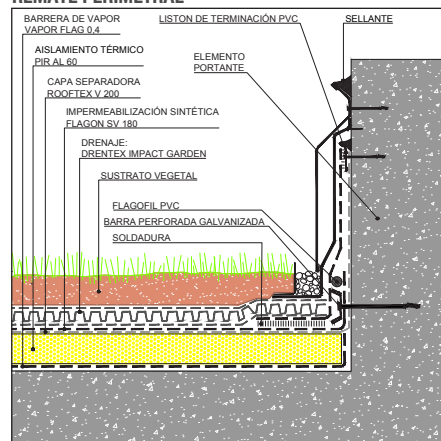 REMATE PERIMETRAL
BARRERA DE VAPOR
VAPOR FLAG 0,4
LISTON DE TERMINACIÓN PVC
SELLANTE
AISLAMIENTO TÉRMICO
PIR AL 60
ELEMENTO
PORTANTE
CAPA SEPARADORA
ROOFTEX V 200
IMPERMEABILIZACIÓN SINTÉTICA
FLAGON SV 180
DRENAJE:
DRENTEX IMPACT GARDEN
SUSTRATO VEGETAL
FLAGOFIL PVC
BARRA PERFORADA GALVANIZADA
SOLDADURA